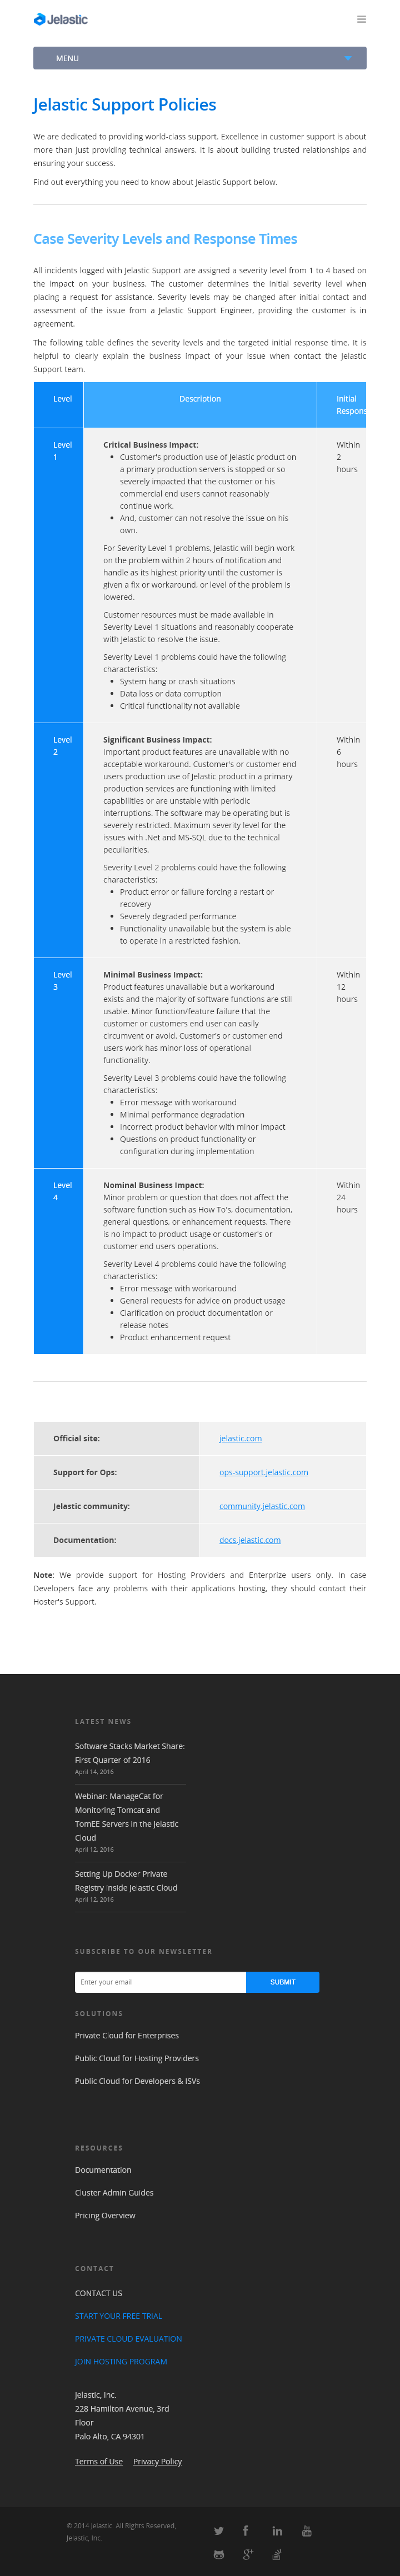 Jelastic
MENU
Jelastic Support Policies
We are dedicated to providing world-class support. Excellence in customer support is about
more than just providing technical answers. It is about building trusted relationships and
ensuring your success.
Find out everything you need to know about Jelastic Support below.
Case Severity Levels and Response Times
All incidents logged with Jelastic Support are assigned a severity level from 1 to 4 based on
the impact on your business. The customer determines the initial severity level when
placing a request for assistance. Severity levels may be changed after initial contact and
assessment of the issue from a Jelastic Support Engineer, providing the customer is in
agreement.
The following table defines the severity levels and the targeted initial response time. It is
helpful to clearly explain the business impact of your issue when contact the Jelastic
Support team.
Level
Description
Initial
Respons
Level
1
Critical Business Impact:
• Customer's production use of Jelastic product on
a primary production servers is stopped or so
severely impacted that the customer or his
commercial end users cannot reasonably
continue work.
• And, customer can not resolve the issue on his
own.
For Severity Level 1 problems, Jelastic will begin work
on the problem within 2 hours of notification and
handle as its highest priority until the customer is
given a fix or workaround, or level of the problem is
lowered.
Customer resources must be made available in
Severity Level 1 situations and reasonably cooperate
with Jelastic to resolve the issue.
Severity Level 1 problems could have the following
characteristics:
• System hang or crash situations
• Data loss or data corruption
• Critical functionality not available
Within
2
hours
Level
2
Significant Business Impact:
Important product features are unavailable with no
acceptable workaround. Customer's or customer end
users production use of Jelastic product in a primary
production services are functioning with limited
capabilities or are unstable with periodic
interruptions. The software may be operating but is
severely restricted. Maximum severity level for the
issues with .Net and MS-SQL due to the technical
peculiarities.
Severity Level 2 problems could have the following
characteristics:
• Product error or failure forcing a restart or
recovery
• Severely degraded performance
• Functionality unavailable but the system is able
to operate in a restricted fashion.
Within
6
hours
Level
3
Minimal Business Impact:
Product features unavailable but a workaround
exists and the majority of software functions are still
usable. Minor function/feature failure that the
customer or customers end user can easily
circumvent or avoid. Customer's or customer end
users work has minor loss of operational
functionality.
Severity Level 3 problems could have the following
characteristics:
• Error message with workaround
• Minimal performance degradation
• Incorrect product behavior with minor impact
• Questions on product functionality or
configuration during implementation
Within
12
hours
Level
4
Nominal Business Impact:
Minor problem or question that does not affect the
software function such as How To's, documentation,
general questions, or enhancement requests. There
is no impact to product usage or customer's or
customer end users operations.
Severity Level 4 problems could have the following
characteristics:
• Error message with workaround
• General requests for advice on product usage
• Clarification on product documentation or
release notes
• Product enhancement request
Within
24
hours
Official site: jelastic.com
Support for Ops: ops-support.jelastic.com
Jelastic community: community.jelastic.com
Documentation: docs.jelastic.com
Note: We provide support for Hosting Providers and Enterprize users only. In case
Developers face any problems with their applications hosting, they should contact their
Hoster's Support.
LATEST NEWS
Software Stacks Market Share:
First Quarter of 2016
April 14, 2016
Webinar: ManageCat for
Monitoring Tomcat and
TomEE Servers in the Jelastic
Cloud
April 12, 2016
Setting Up Docker Private
Registry inside Jelastic Cloud
April 12, 2016
SUBSCRIBE TO OUR NEWSLETTER
Enter your email SUBMIT
SOLUTIONS
Private Cloud for Enterprises
Public Cloud for Hosting Providers
Public Cloud for Developers & ISVs
RESOURCES
Documentation
Cluster Admin Guides
Pricing Overview
CONTACT
CONTACT US
START YOUR FREE TRIAL
PRIVATE CLOUD EVALUATION
JOIN HOSTING PROGRAM
Jelastic, Inc.
228 Hamilton Avenue, 3rd
Floor
Palo Alto, CA 94301
Terms of Use Privacy Policy
© 2014 Jelastic. All Rights Reserved,
Jelastic, Inc.